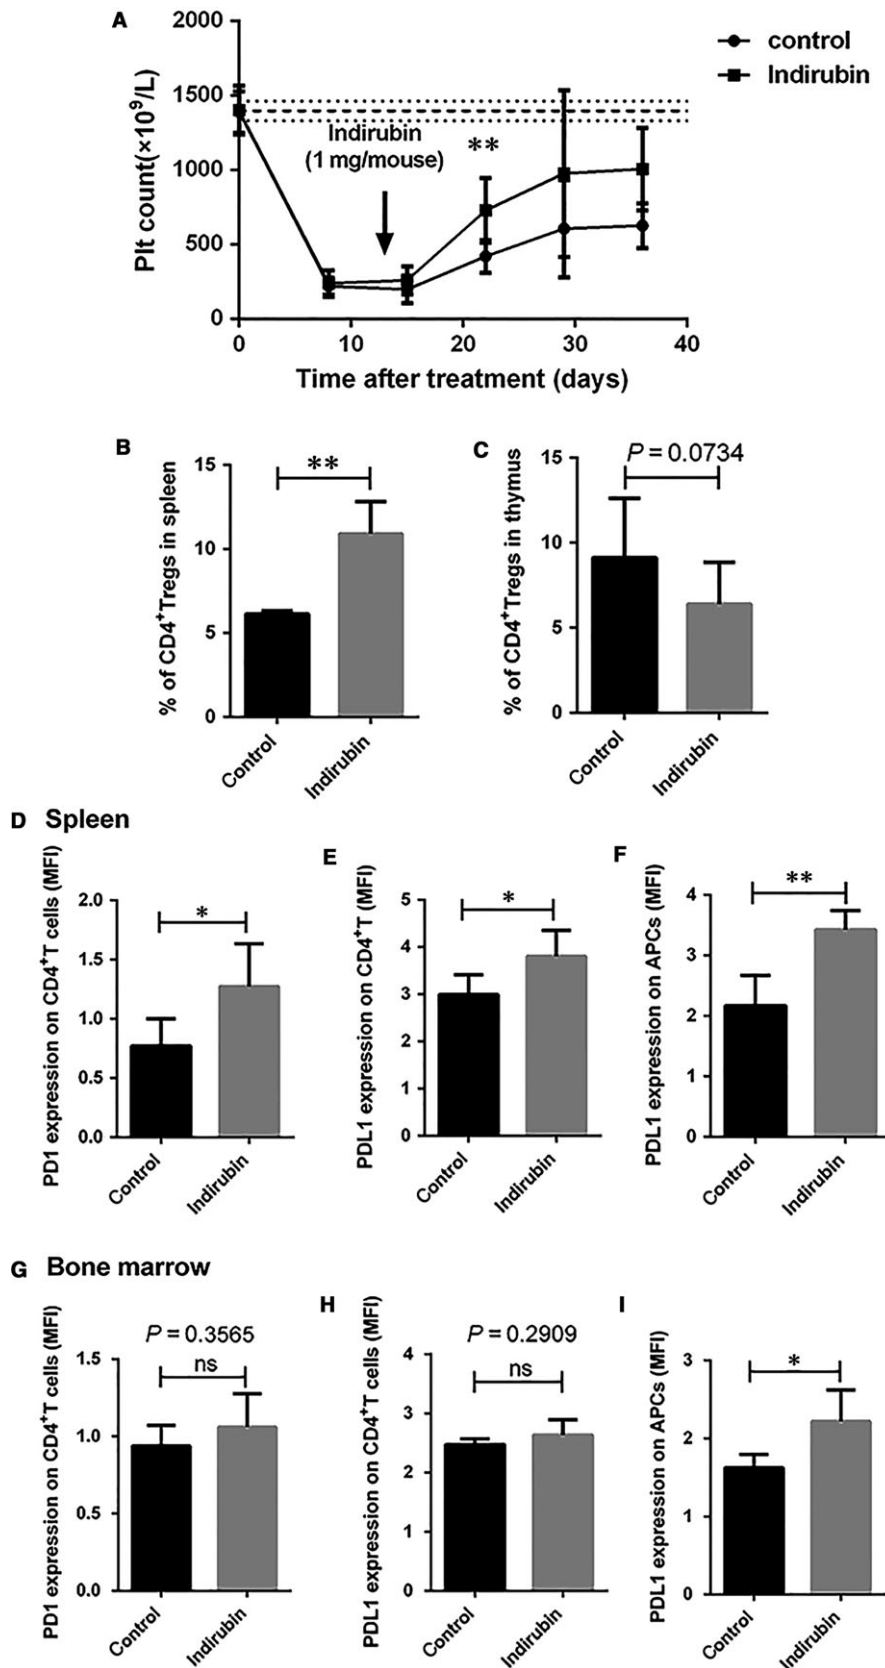 A
Plt count(×10⁹/L)
2000
1500
1000
500
0
Indirubin
(1 mg/mouse)
**
0
10
20
30
40
Time after treatment (days)
control
Indirubin
B
% of CD4⁺Tregs in spleen
15
10
5
0
**
Control
Indirubin
C
% of CD4⁺Tregs in thymus
P = 0.0734
15
10
5
0
Control
Indirubin
D Spleen
PD1 expression on CD4⁺T cells (MFI)
2.0
1.5
1.0
0.5
0.0
*
Control
Indirubin
E
PDL1 expression on CD4⁺T (MFI)
5
4
3
2
1
0
*
Control
Indirubin
F
PDL1 expression on APCs (MFI)
4
3
2
1
0
**
Control
Indirubin
G Bone marrow
PD1 expression on CD4⁺T cells (MFI)
P = 0.3565
ns
1.5
1.0
0.5
0.0
Control
Indirubin
H
PDL1 expression on CD4⁺T cells (MFI)
P = 0.2909
ns
4
3
2
1
0
Control
Indirubin
I
PDL1 expression on APCs (MFI)
3
2
1
0
*
Control
Indirubin